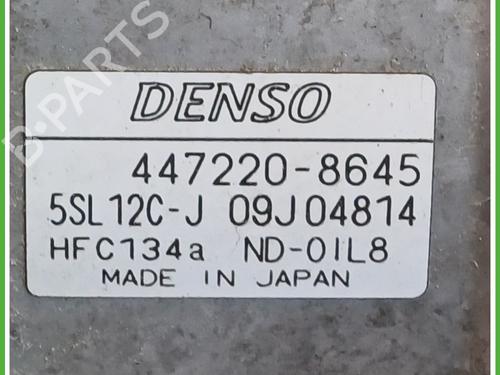 B-PARTS
DENSO
447220-8645
5SL12C-J 09J04814
HFC134a ND-OIL8
MADE IN JAPAN